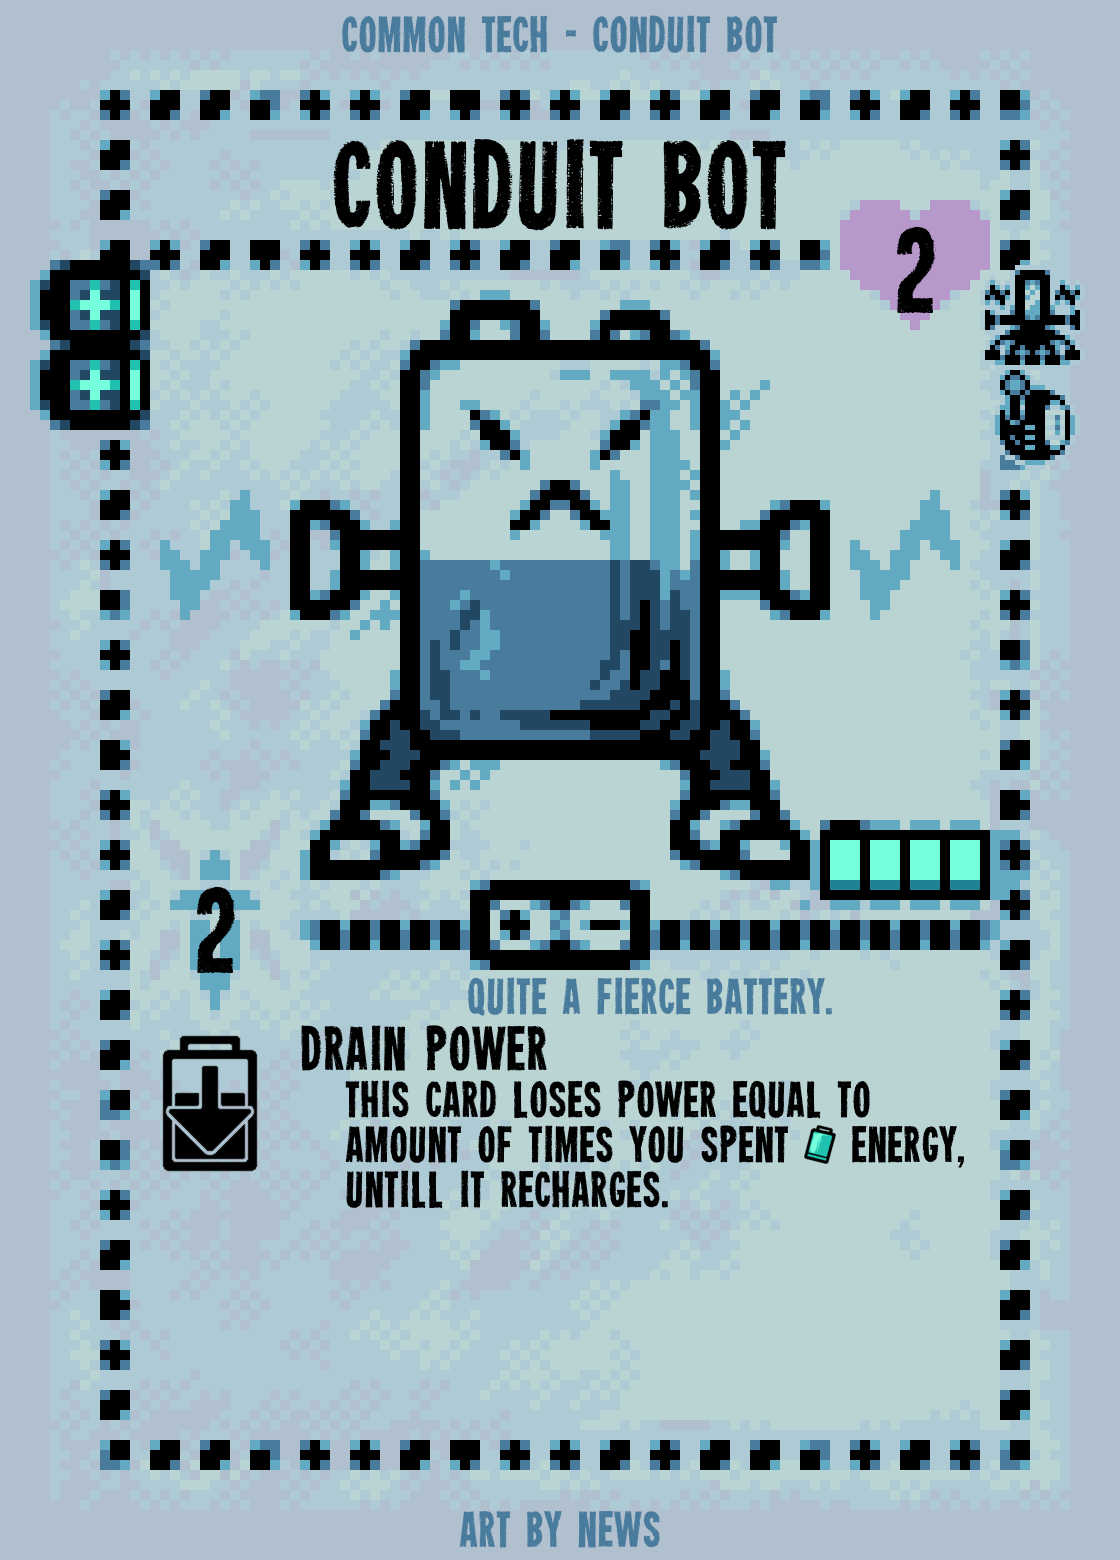 COMMON TECH - CONDUIT BOT
CONDUIT BOT
2
2
QUITE A FIERCE BATTERY.
DRAIN POWER
THIS CARD LOSES POWER EQUAL TO
AMOUNT OF TIMES YOU SPENT ENERGY,
UNTILL IT RECHARGES.
ART BY NEWS